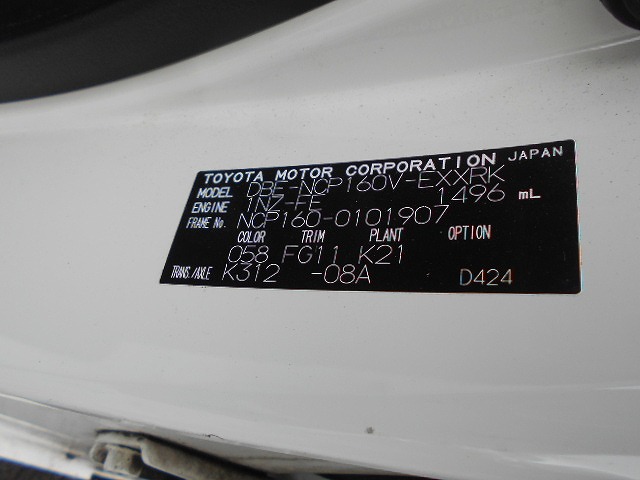 TOYOTA MOTOR CORPORATION JAPAN
MODEL DBE-NCP160V-EXXRK
ENGINE 1NZ-FE 1496 mL
FRAME No. NCP160-0101907
COLOR TRIM PLANT OPTION
058 FG11 K21
TRANS./AXLE K312 -08A D424